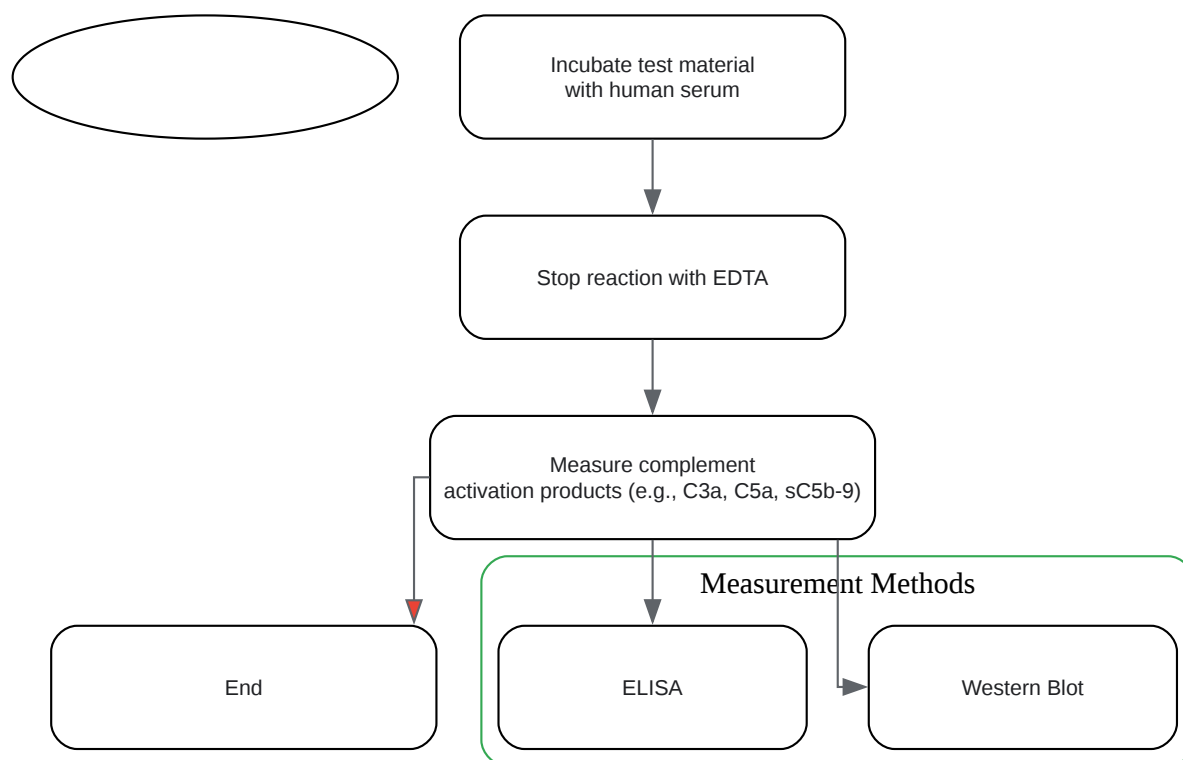 Incubate test material
with human serum
Stop reaction with EDTA
Measure complement
activation products (e.g., C3a, C5a, sC5b-9)
Measurement Methods
End
ELISA
Western Blot